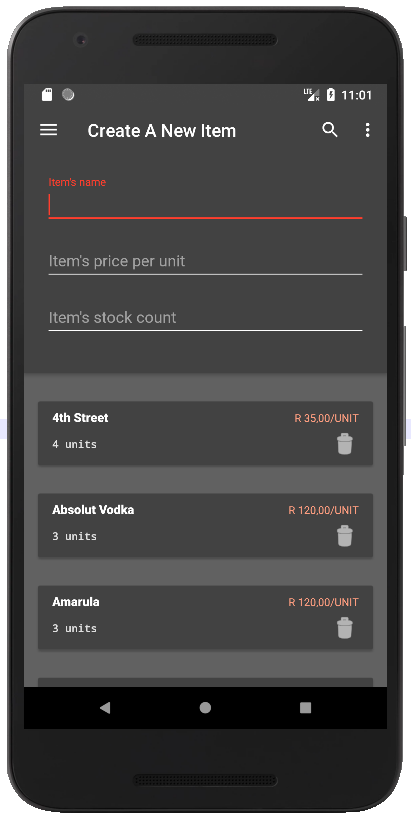 LTE 11:01
Create A New Item
Item's name
Item's price per unit
Item's stock count
4th Street R 35,00/UNIT
4 units
Absolut Vodka R 120,00/UNIT
3 units
Amarula R 120,00/UNIT
3 units